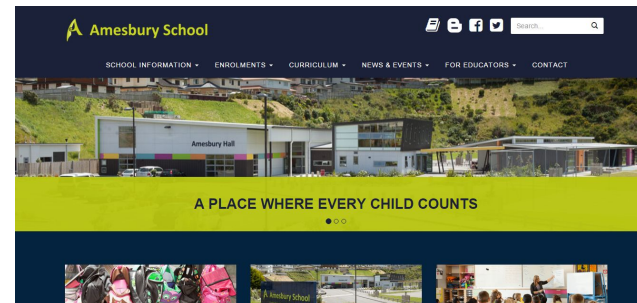 Amesbury School
Search...
SCHOOL INFORMATION ENROLMENTS CURRICULUM NEWS & EVENTS FOR EDUCATORS CONTACT
Amesbury Hall
A PLACE WHERE EVERY CHILD COUNTS
Amesbury School